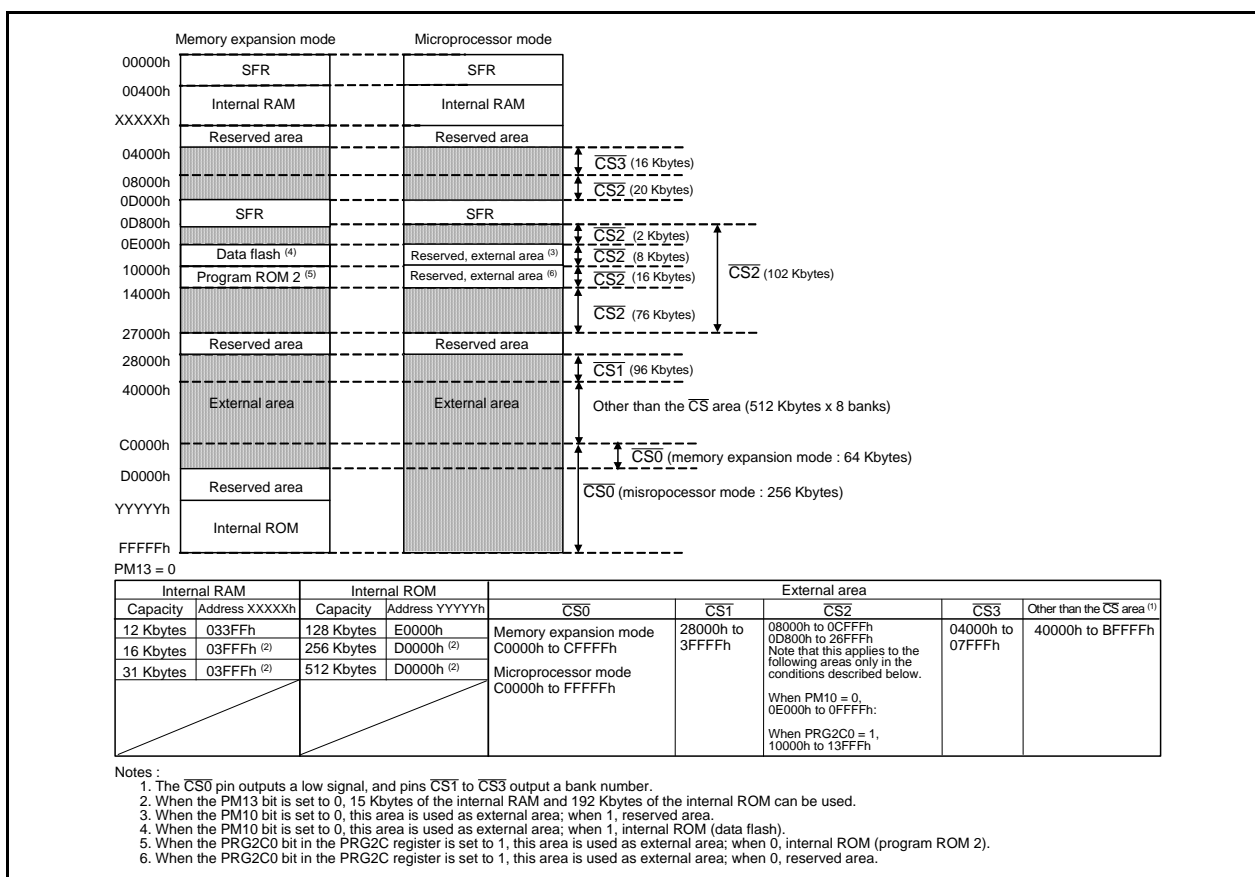 Memory expansion mode Microprocessor mode
00000h SFR SFR
00400h
Internal RAM Internal RAM
XXXXXh
Reserved area Reserved area
04000h
CS3 (16 Kbytes)
08000h
CS2 (20 Kbytes)
0D000h
SFR SFR
0D800h
CS2 (2 Kbytes)
0E000h
Data flash (4) Reserved, external area (3) CS2 (8 Kbytes)
10000h CS2 (102 Kbytes)
Program ROM 2 (5) Reserved, external area (6) CS2 (16 Kbytes)
14000h
CS2 (76 Kbytes)
27000h
Reserved area Reserved area
28000h
CS1 (96 Kbytes)
40000h
External area External area Other than the CS area (512 Kbytes x 8 banks)
C0000h
CS0 (memory expansion mode : 64 Kbytes)
D0000h
Reserved area CS0 (misropocessor mode : 256 Kbytes)
YYYYYh
Internal ROM
FFFFFh
PM13 = 0
Internal RAM Internal ROM External area
Capacity Address XXXXXh Capacity Address YYYYYh CS0 CS1 CS2 CS3 Other than the CS area (1)
12 Kbytes 033FFh 128 Kbytes E0000h
16 Kbytes 03FFFh (2) 256 Kbytes D0000h (2)
31 Kbytes 03FFFh (2) 512 Kbytes D0000h (2)
Memory expansion mode
C0000h to CFFFFh
Microprocessor mode
C0000h to FFFFFh
28000h to
3FFFFh
08000h to 0CFFFh
0D800h to 26FFFh
Note that this applies to the
following areas only in the
conditions described below.
When PM10 = 0,
0E000h to 0FFFFh:
When PRG2C0 = 1,
10000h to 13FFFh
04000h to
07FFFh
40000h to BFFFFh
Notes :
1. The CS0 pin outputs a low signal, and pins CS1 to CS3 output a bank number.
2. When the PM13 bit is set to 0, 15 Kbytes of the internal RAM and 192 Kbytes of the internal ROM can be used.
3. When the PM10 bit is set to 0, this area is used as external area; when 1, reserved area.
4. When the PM10 bit is set to 0, this area is used as external area; when 1, internal ROM (data flash).
5. When the PRG2C0 bit in the PRG2C register is set to 1, this area is used as external area; when 0, internal ROM (program ROM 2).
6. When the PRG2C0 bit in the PRG2C register is set to 1, this area is used as external area; when 0, reserved area.